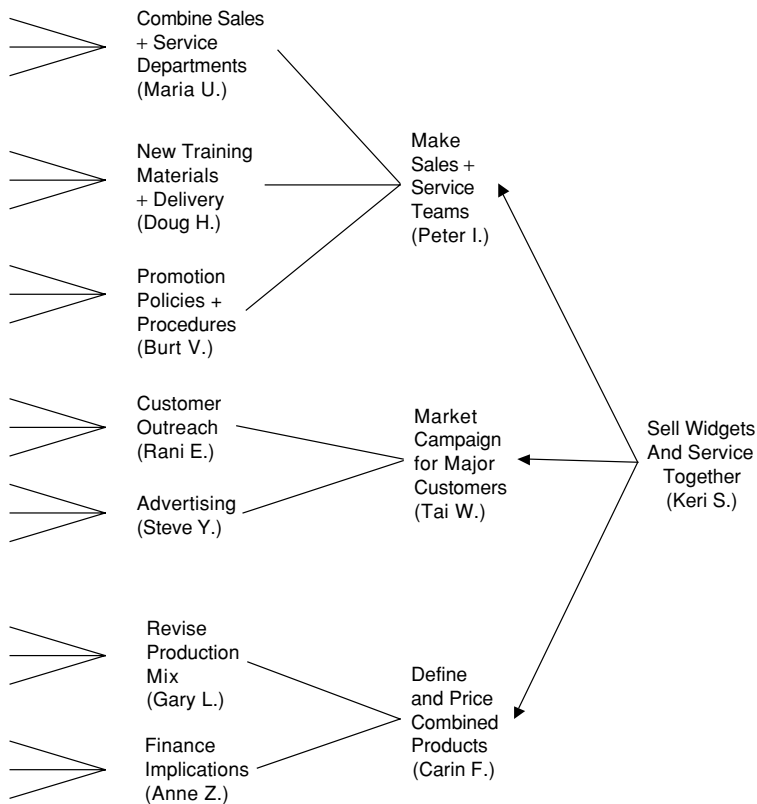 Combine Sales
+ Service
Departments
(Maria U.)
New Training
Materials
+ Delivery
(Doug H.)
Promotion
Policies +
Procedures
(Burt V.)
Customer
Outreach
(Rani E.)
Advertising
(Steve Y.)
Revise
Production
Mix
(Gary L.)
Finance
Implications
(Anne Z.)
Make
Sales +
Service
Teams
(Peter I.)
Market
Campaign
for Major
Customers
(Tai W.)
Define
and Price
Combined
Products
(Carin F.)
Sell Widgets
And Service
Together
(Keri S.)